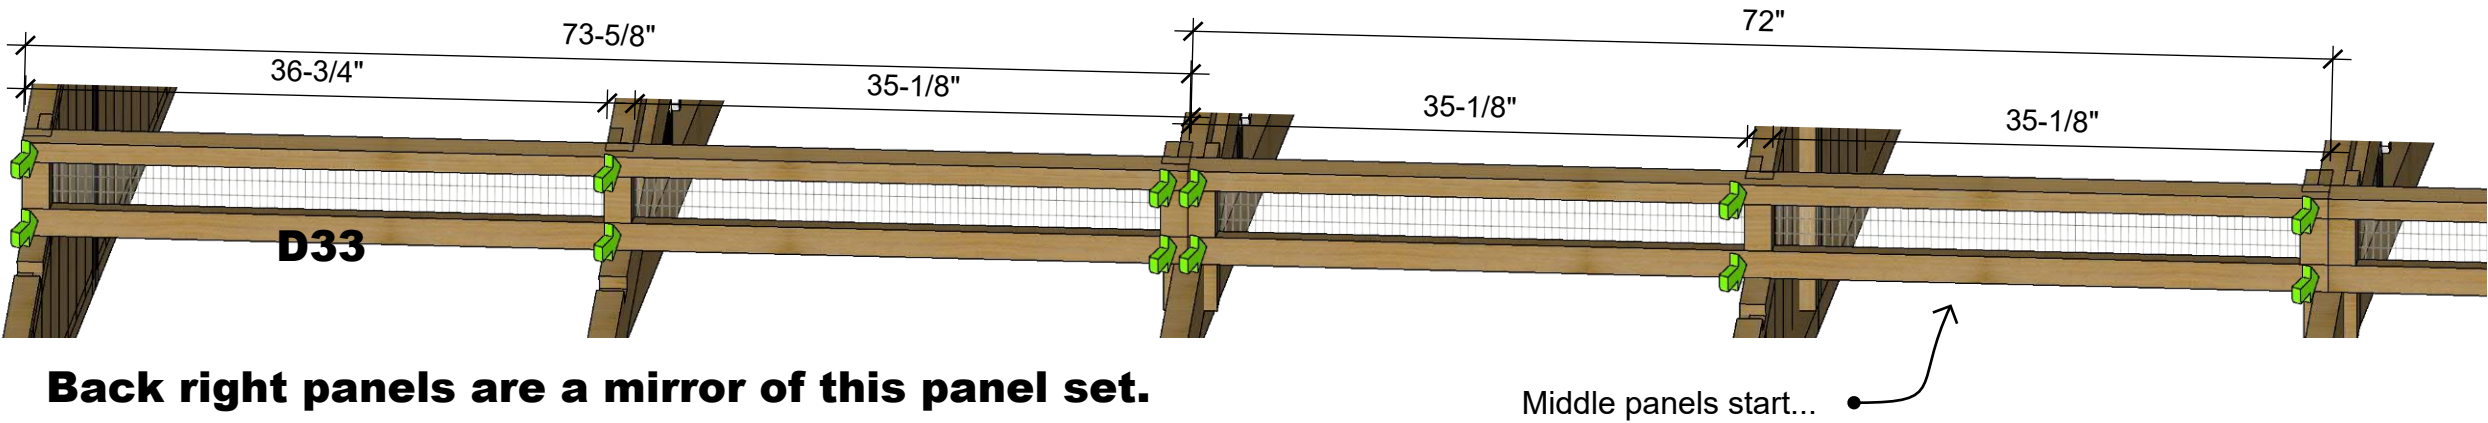 72"
73-5/8"
36-3/4"
35-1/8"
35-1/8"
35-1/8"
D33
Back right panels are a mirror of this panel set.
Middle panels start...